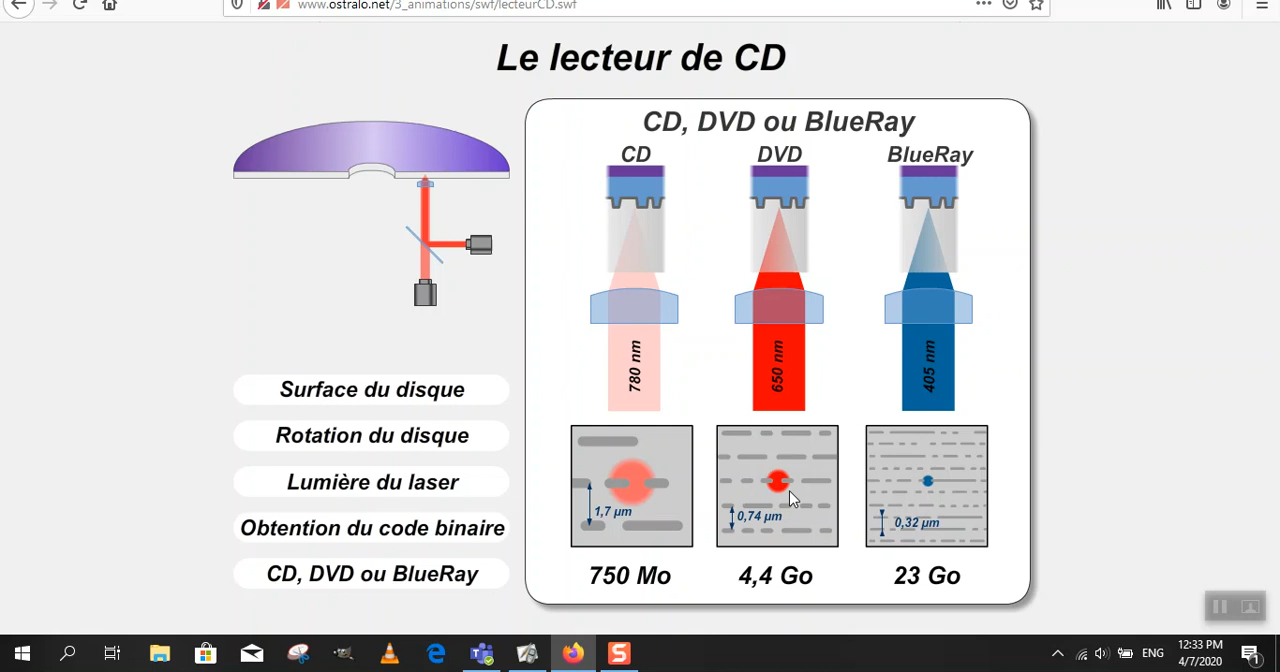 www.ostralo.net/3_animations/swf/lecteurCD.swf
Le lecteur de CD
CD, DVD ou BlueRay
CD
DVD
BlueRay
780 nm
650 nm
405 nm
Surface du disque
Rotation du disque
Lumière du laser
Obtention du code binaire
CD, DVD ou BlueRay
1,7 µm
0,74 µm
0,32 µm
750 Mo
4,4 Go
23 Go
ENG
12:33 PM
4/7/2020